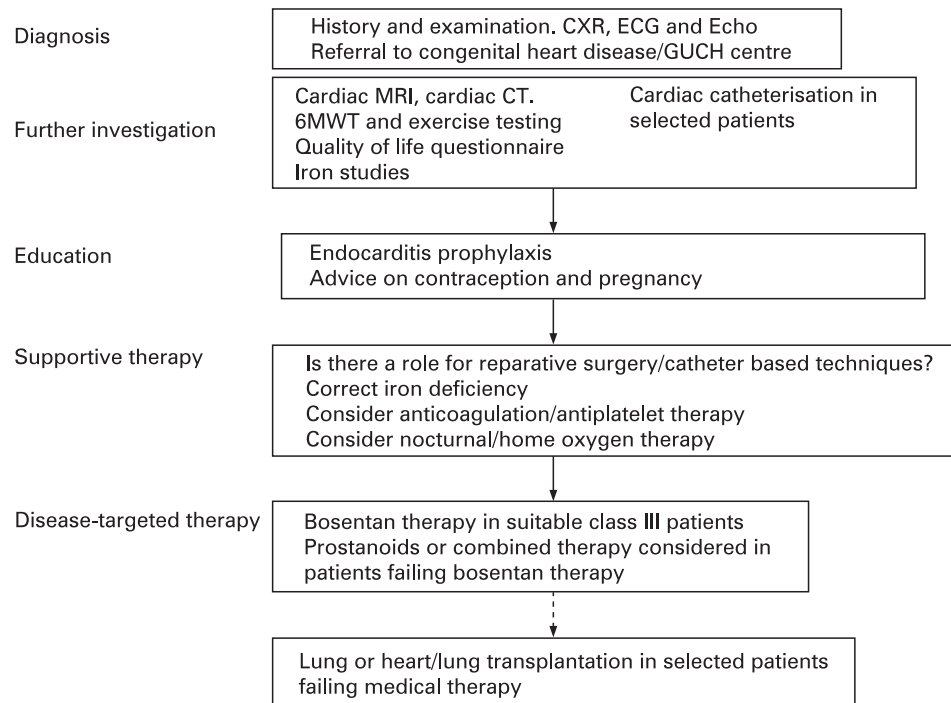 Diagnosis
History and examination. CXR, ECG and Echo
Referral to congenital heart disease/GUCH centre
Further investigation
Cardiac MRI, cardiac CT.
6MWT and exercise testing
Quality of life questionnaire
Iron studies
Cardiac catheterisation in
selected patients
Education
Endocarditis prophylaxis
Advice on contraception and pregnancy
Supportive therapy
Is there a role for reparative surgery/catheter based techniques?
Correct iron deficiency
Consider anticoagulation/antiplatelet therapy
Consider nocturnal/home oxygen therapy
Disease-targeted therapy
Bosentan therapy in suitable class III patients
Prostanoids or combined therapy considered in
patients failing bosentan therapy
Lung or heart/lung transplantation in selected patients
failing medical therapy